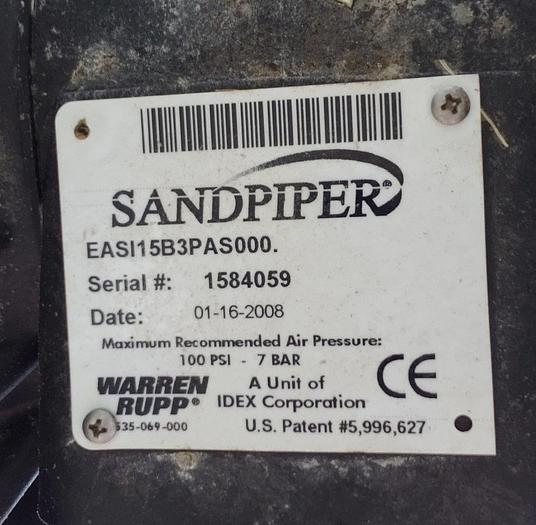 SANDPIPER®
EASI15B3PAS000.
Serial #: 1584059
Date: 01-16-2008
Maximum Recommended Air Pressure:
100 PSI - 7 BAR
WARREN RUPP®
A Unit of
IDEX Corporation
CE
535-069-000
U.S. Patent #5,996,627